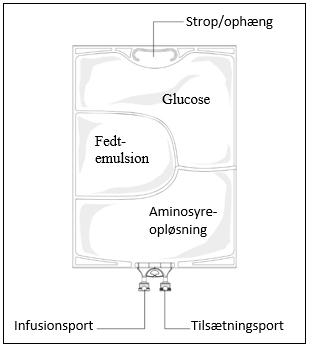 Strop/ophæng
Glucose
Fedt-
emulsion
Aminosyre-
opløsning
Infusionsport
Tilsætningsport